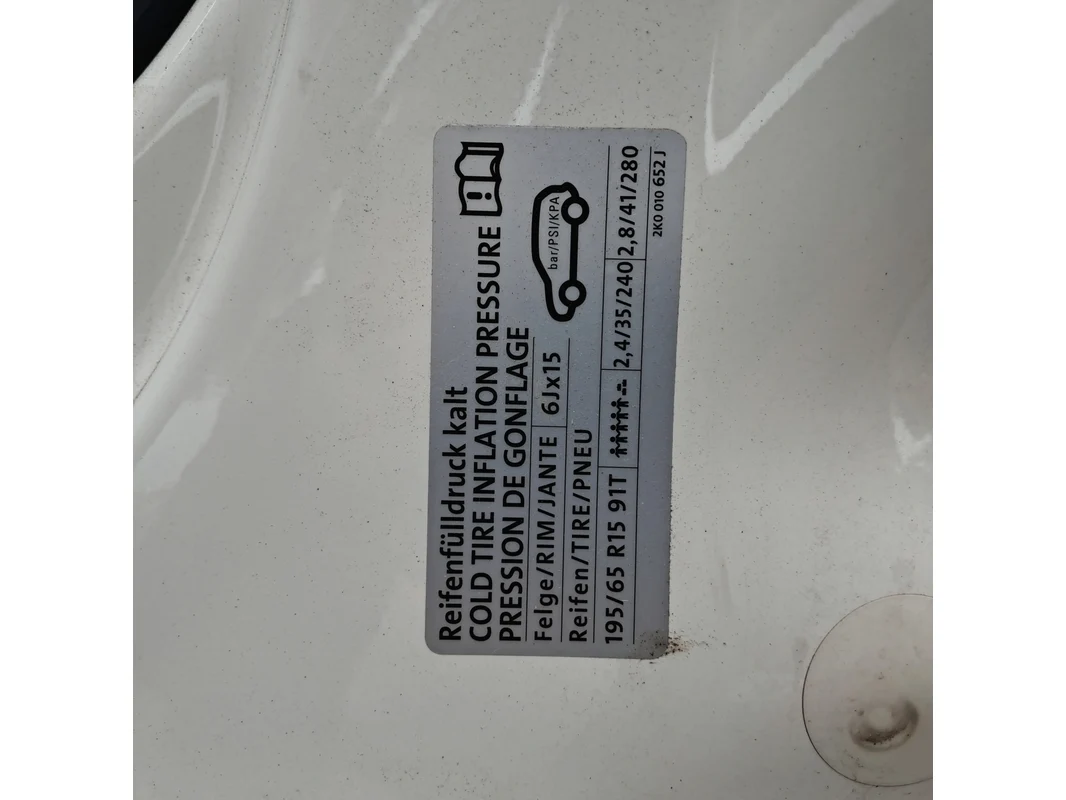 Reifenfülldruck kalt
COLD TIRE INFLATION PRESSURE
PRESSION DE GONFLAGE
Felge/RIM/JANTE 6Jx15
bar/PSI/KPA
Reifen/TIRE/PNEU
195/65 R15 91T 2,4/35/240 2,8/41/280
2K0 010 652 J